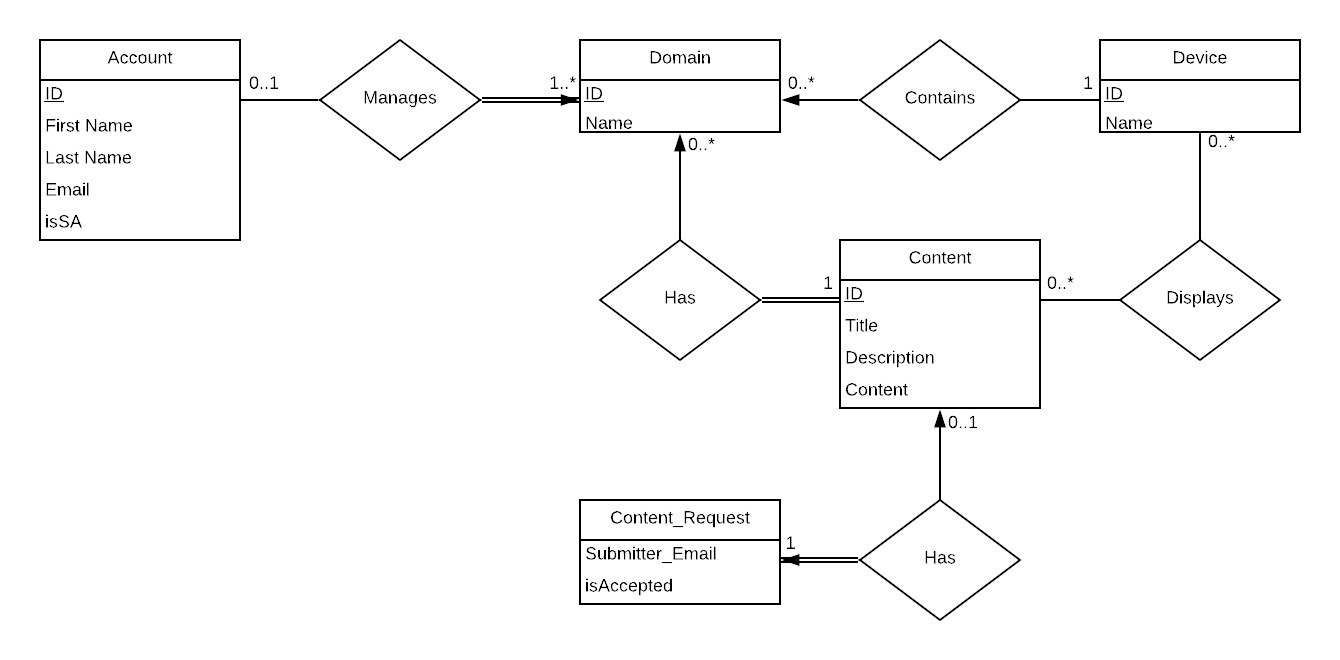 Account
ID
First Name
Last Name
Email
isSA
0..1
Manages
1..*
Domain
ID
Name
0..*
Contains
1
Device
ID
Name
0..*
0..*
Has
1
Content
ID
Title
Description
Content
0..*
Displays
0..1
Content_Request
Submitter_Email
isAccepted
1
Has